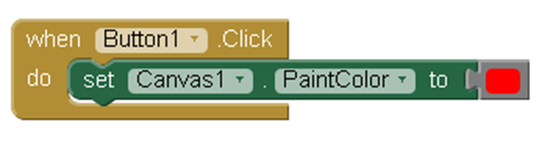 when Button1 .Click
do set Canvas1 . PaintColor to